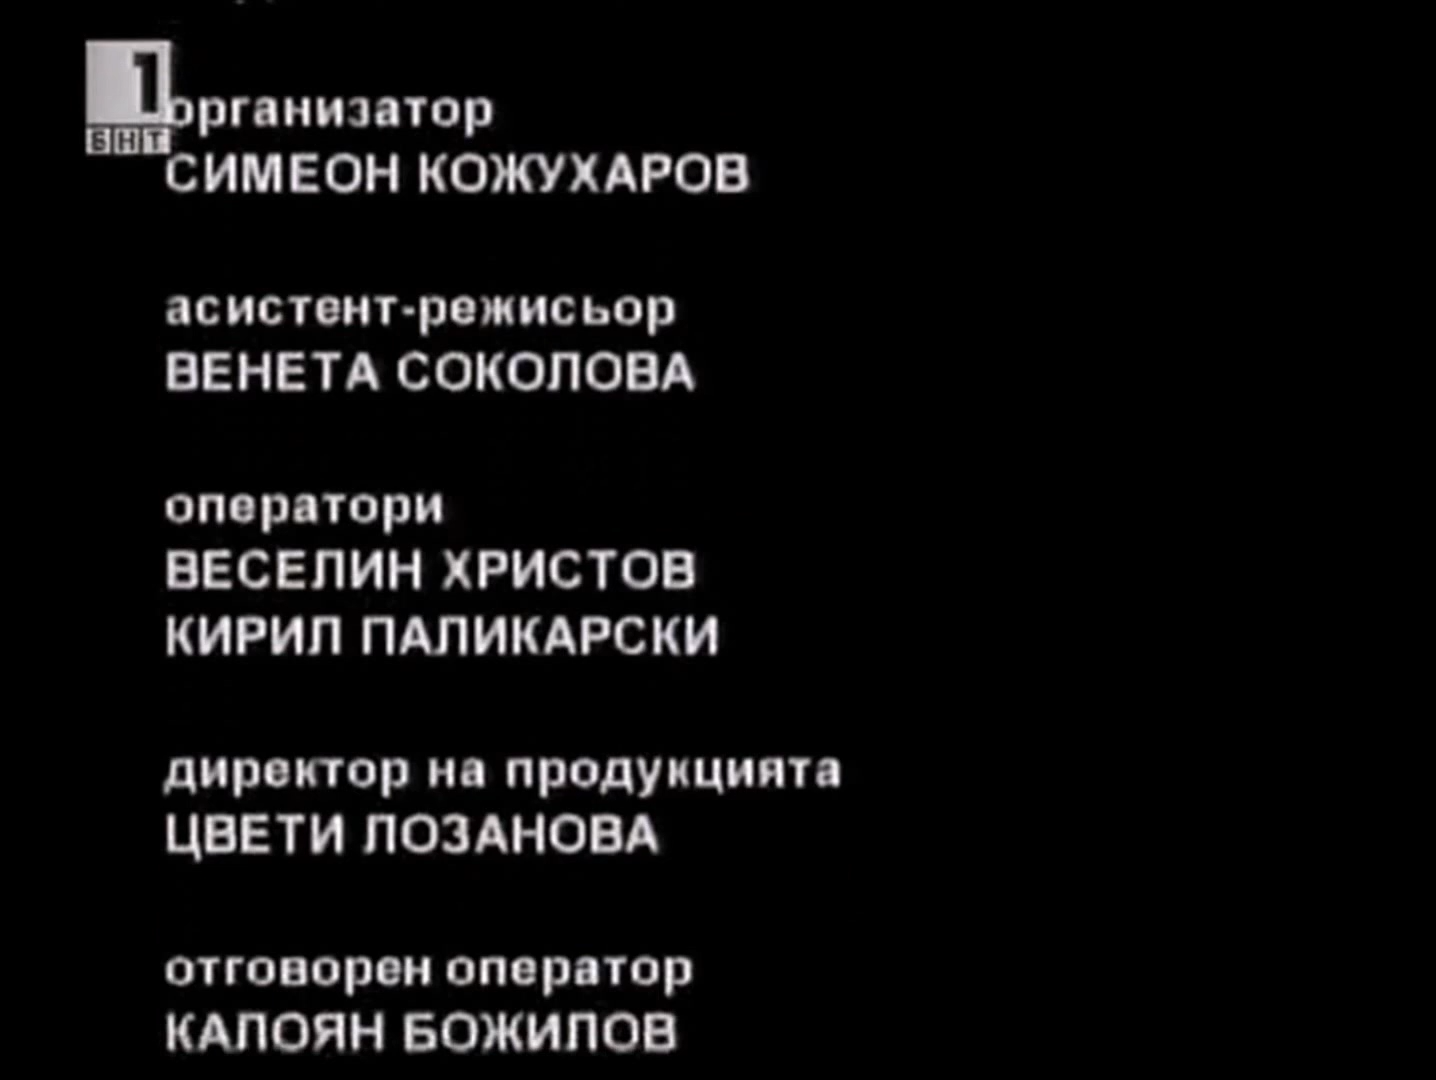 1
БНТ
организатор
СИМЕОН КОЖУХАРОВ
асистент-режисьор
ВЕНЕТА СОКОЛОВА
оператори
ВЕСЕЛИН ХРИСТОВ
КИРИЛ ПАЛИКАРСКИ
директор на продукцията
ЦВЕТИ ЛОЗАНОВА
отговорен оператор
КАЛОЯН БОЖИЛОВ